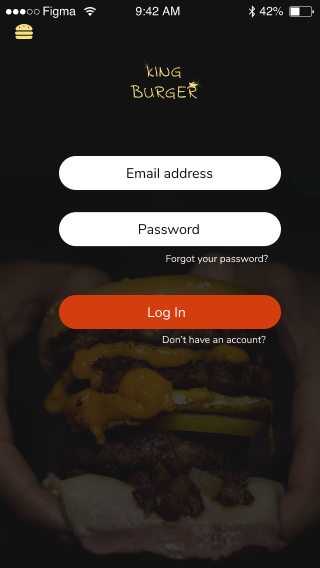 Figma 9:42 AM 42%
KING
BURGER
Email address
Password
Forgot your password?
Log In
Don't have an account?